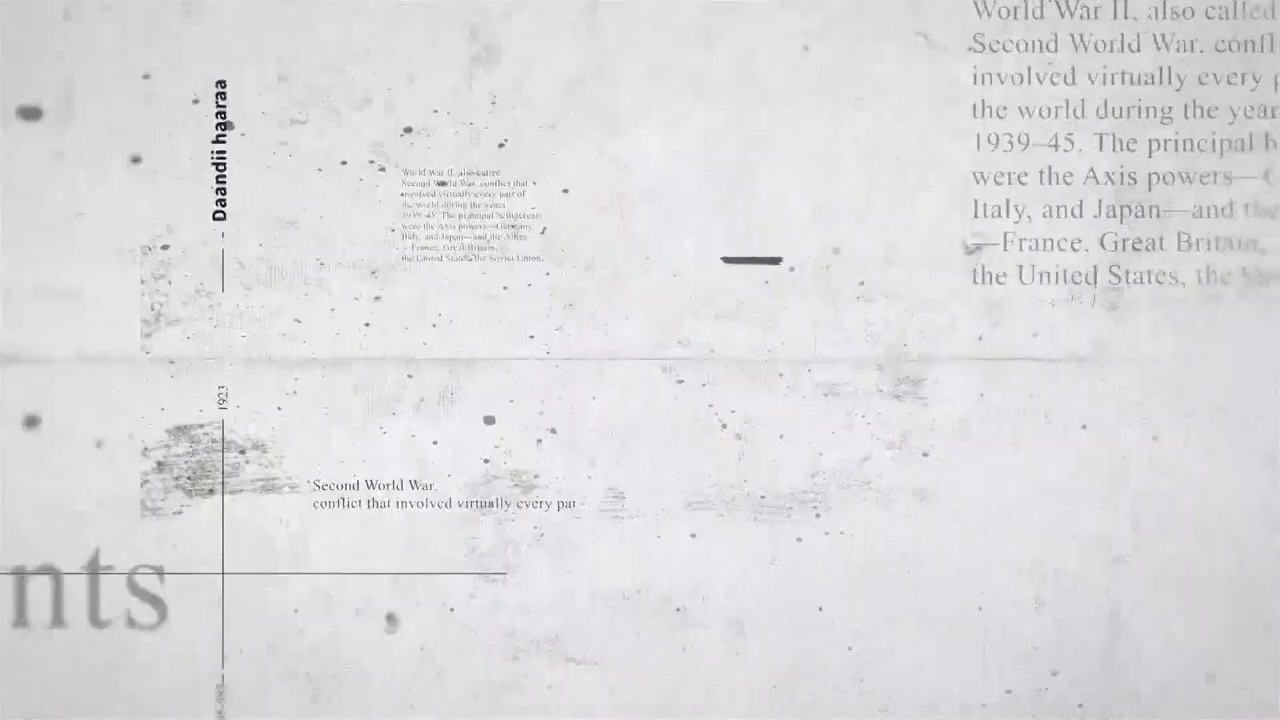 Daandii haaraa
World War II, also called
Second World War, conflict that
involved virtually every part of
the world during the years
1939–45. The principal belligerents
were the Axis powers—Germany,
Italy, and Japan—and the Allies
—France, Great Britain,
the United States, the Soviet Union,
World War II, also called
Second World War, confl
involved virtually every p
the world during the year
1939–45. The principal b
were the Axis powers—G
Italy, and Japan—and the
—France, Great Britain,
the United States, the
1923
Second World War,
conflict that involved virtually every par
nts